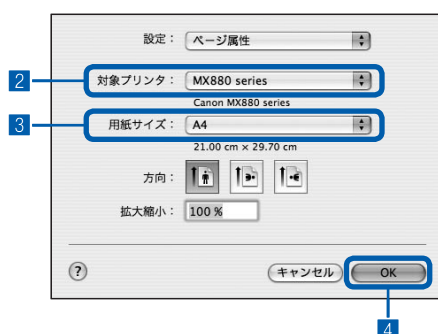 設定： ページ属性
2 対象プリンタ： MX880 series
Canon MX880 series
3 用紙サイズ： A4
21.00 cm × 29.70 cm
方向：
拡大縮小： 100 %
? キャンセル OK
4